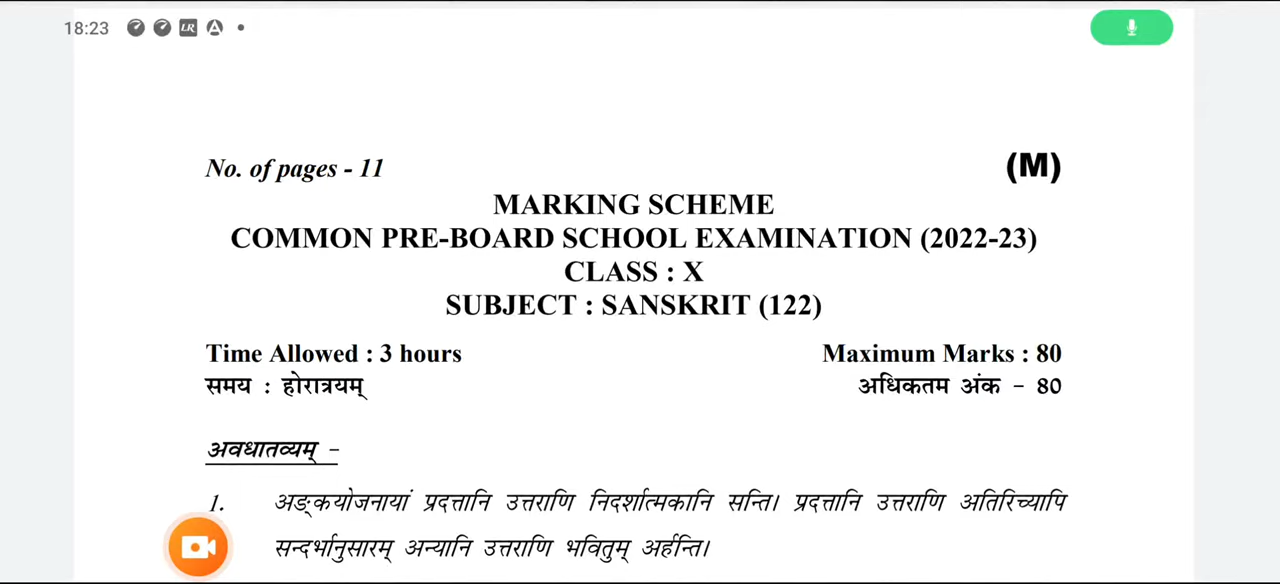 18:23
No. of pages - 11
(M)
MARKING SCHEME
COMMON PRE-BOARD SCHOOL EXAMINATION (2022-23)
CLASS : X
SUBJECT : SANSKRIT (122)
Time Allowed : 3 hours Maximum Marks : 80
समय : होरात्रयम् अधिकतम अंक - 80
अवधातव्यम् -
1. अङ्कयोजनायां प्रदत्तानि उत्तराणि निदर्शात्मकानि सन्ति। प्रदत्तानि उत्तराणि अतिरिच्यापि
सन्दर्भानुसारम् अन्यानि उत्तराणि भवितुम् अर्हन्ति।